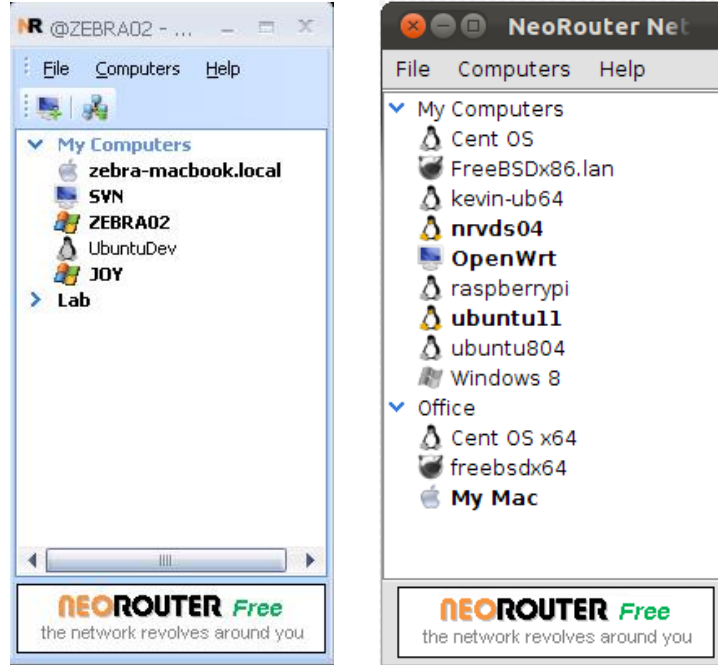 NR @ZEBRA02 - ...
File Computers Help
My Computers
zebra-macbook.local
SVN
ZEBRA02
UbuntuDev
JOY
Lab
NEOROUTER Free
the network revolves around you
NeoRouter Net
File Computers Help
My Computers
Cent OS
FreeBSDx86.lan
kevin-ub64
nrvds04
OpenWrt
raspberrypi
ubuntu11
ubuntu804
Windows 8
Office
Cent OS x64
freebsdx64
My Mac
NEOROUTER Free
the network revolves around you